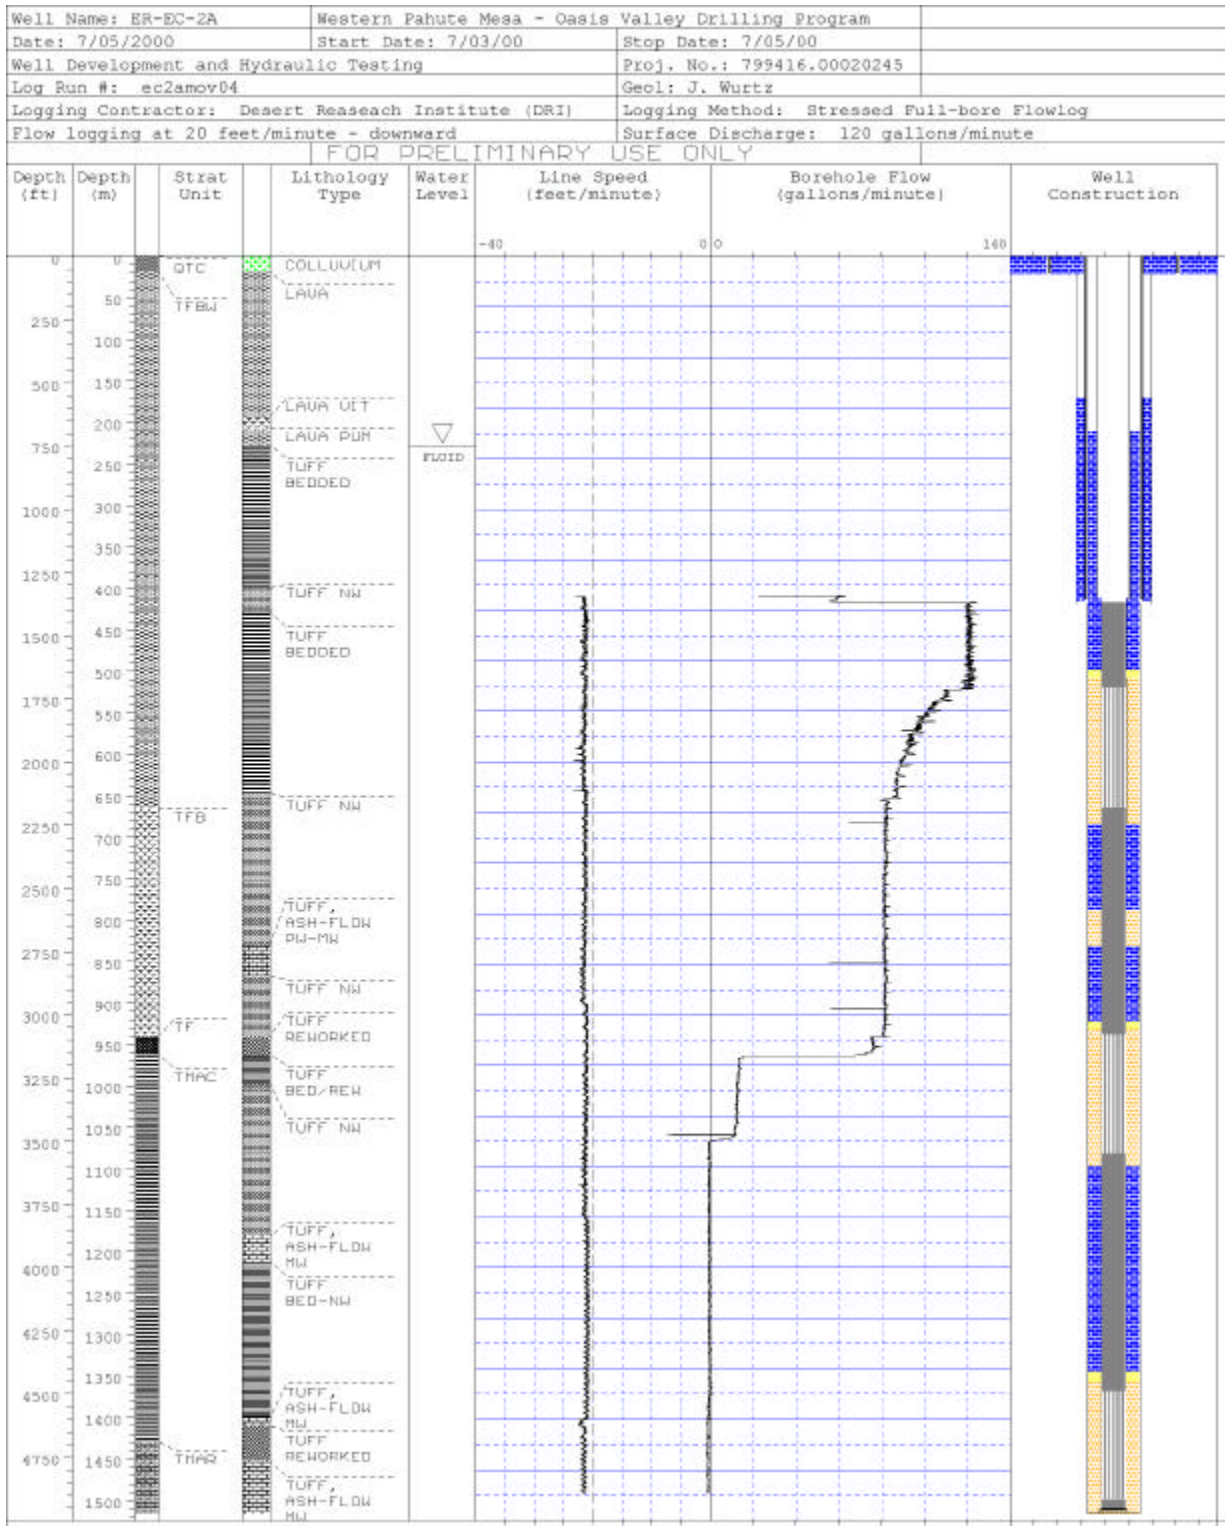 Well Name: ER-EC-2A
Western Pahute Mesa - Oasis Valley Drilling Program
Date: 7/05/2000
Start Date: 7/03/00
Stop Date: 7/05/00
Well Development and Hydraulic Testing
Proj. No.: 799416.00020245
Log Run #: ec2amov04
Geol: J. Wurtz
Logging Contractor: Desert Reaseach Institute (DRI)
Logging Method: Stressed Full-bore Flowlog
Flow logging at 20 feet/minute - downward
Surface Discharge: 120 gallons/minute
FOR PRELIMINARY USE ONLY
Depth (ft)
Depth (m)
Strat Unit
Lithology Type
Water Level
Line Speed (feet/minute)
Borehole Flow (gallons/minute)
Well Construction
-40
0
0
140
0
250
500
750
1000
1250
1500
1750
2000
2250
2500
2750
3000
3250
3500
3750
4000
4250
4500
4750
0
50
100
150
200
250
300
350
400
450
500
550
600
650
700
750
800
850
900
950
1000
1050
1100
1150
1200
1250
1300
1350
1400
1450
1500
QTC
TFBW
TFB
TF
TMAC
TMAR
COLLUVIUM
LAVA
LAVA VIT
LAVA PUM
TUFF
BEDDED
TUFF NW
TUFF
BEDDED
TUFF NW
TUFF,
ASH-FLOW
PW-MW
TUFF NW
TUFF
REWORKED
TUFF
BED/REW
TUFF NW
TUFF,
ASH-FLOW
MW
TUFF
BED-NW
TUFF,
ASH-FLOW
MW
TUFF
REWORKED
TUFF,
ASH-FLOW
MW
FLUID